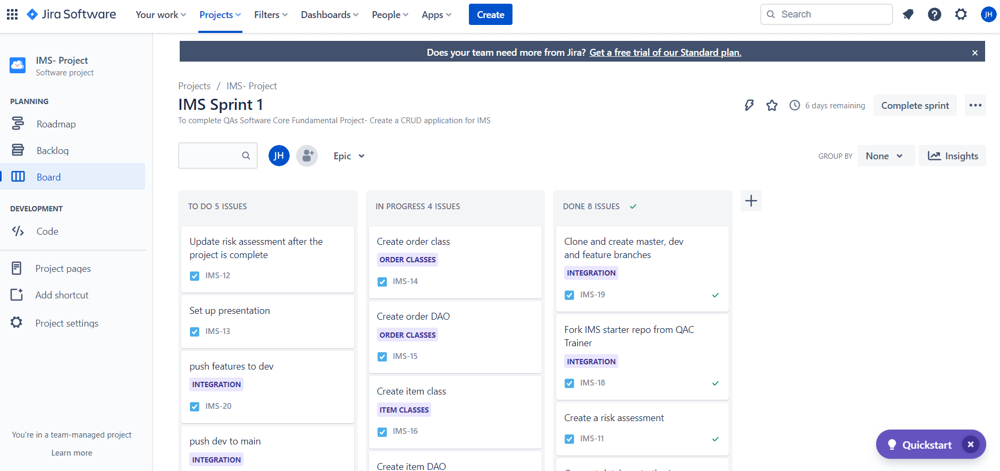 Jira Software
Your work
Projects
Filters
Dashboards
People
Apps
Create
Search
JH
IMS- Project
Software project
PLANNING
Roadmap
Backlog
Board
DEVELOPMENT
Code
Project pages
Add shortcut
Project settings
You're in a team-managed project
Learn more
Does your team need more from Jira? Get a free trial of our Standard plan.
Projects / IMS- Project
IMS Sprint 1
To complete QAs Software Core Fundamental Project- Create a CRUD application for IMS
6 days remaining
Complete sprint
JH
Epic
GROUP BY
None
Insights
TO DO 5 ISSUES
Update risk assessment after the
project is complete
IMS-12
Set up presentation
IMS-13
push features to dev
INTEGRATION
IMS-20
push dev to main
INTEGRATION
IN PROGRESS 4 ISSUES
Create order class
ORDER CLASSES
IMS-14
Create order DAO
ORDER CLASSES
IMS-15
Create item class
ITEM CLASSES
IMS-16
Create item DAO
DONE 8 ISSUES
Clone and create master, dev
and feature branches
INTEGRATION
IMS-19
Fork IMS starter repo from QAC
Trainer
INTEGRATION
IMS-18
Create a risk assessment
IMS-11
Quickstart